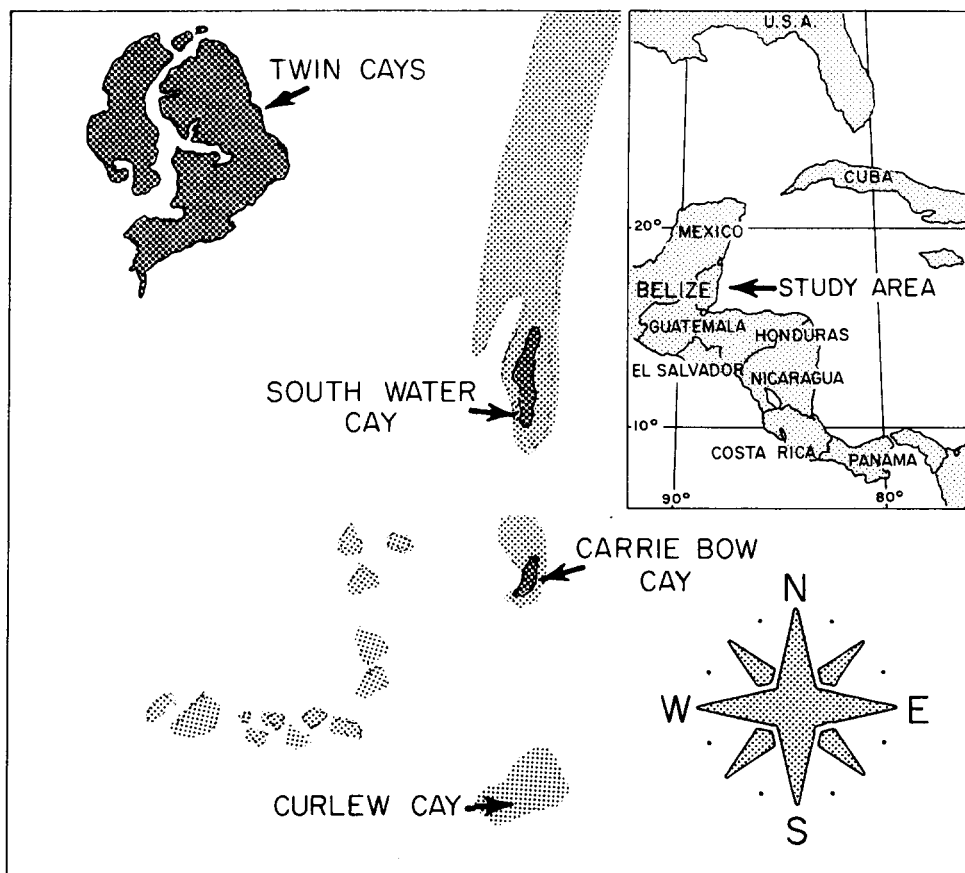 TWIN CAYS
SOUTH WATER
CAY
CARRIE BOW
CAY
CURLEW CAY
U.S.A.
CUBA
20°
MEXICO
BELIZE
STUDY AREA
GUATEMALA
HONDURAS
EL SALVADOR
NICARAGUA
10°
COSTA RICA
PANAMA
90°
80°
N
W
E
S